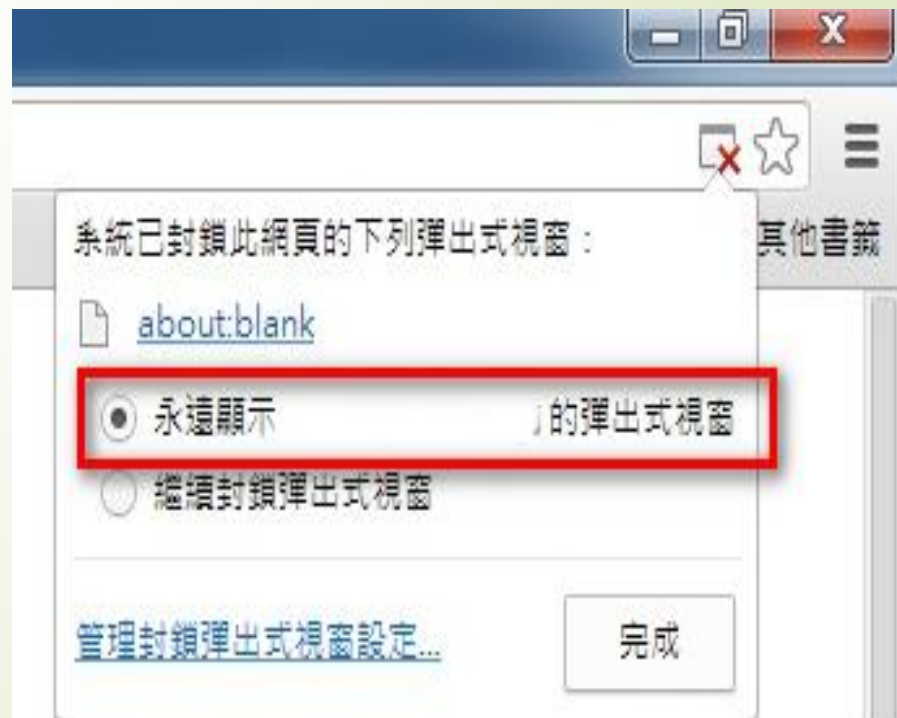 系統已封鎖此網頁的下列彈出式視窗：
其他書籤
about:blank
永遠顯示 的彈出式視窗
繼續封鎖彈出式視窗
管理封鎖彈出式視窗設定...
完成